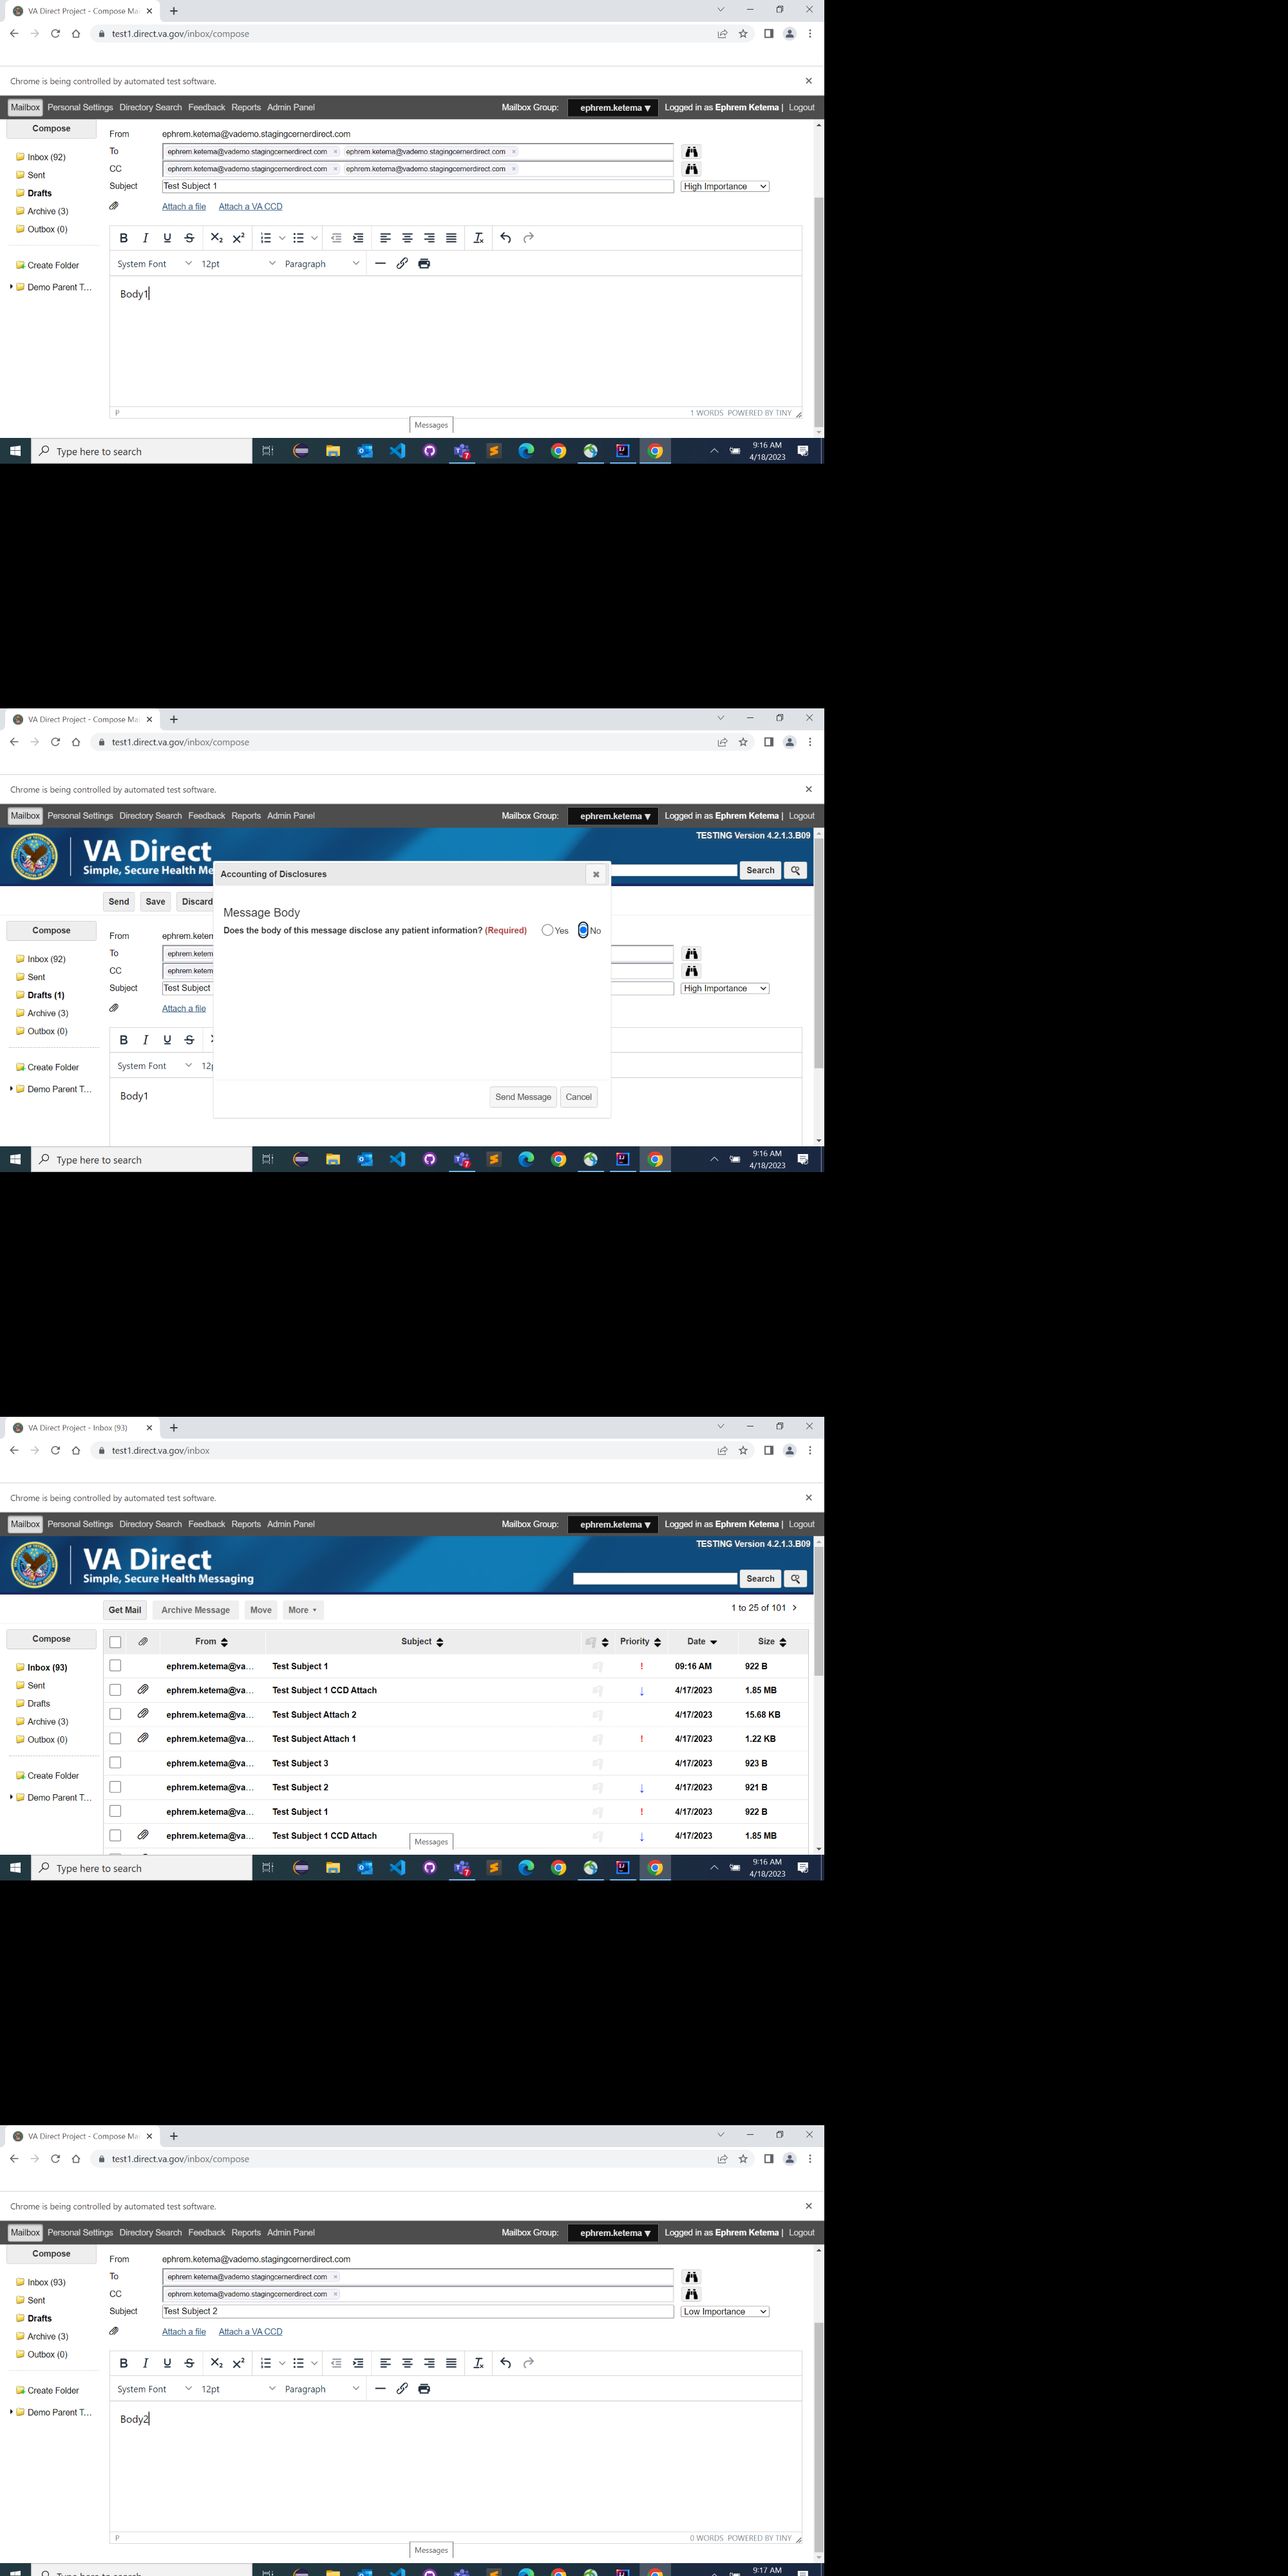 VA Direct Project - Compose Ma
test1.direct.va.gov/inbox/compose
Chrome is being controlled by automated test software.
Mailbox Personal Settings Directory Search Feedback Reports Admin Panel Mailbox Group: ephrem.ketema ▼ Logged in as Ephrem Ketema | Logout
Compose
From ephrem.ketema@vademo.stagingcernerdirect.com
Inbox (92)
To ephrem.ketema@vademo.stagingcernerdirect.com × ephrem.ketema@vademo.stagingcernerdirect.com ×
Sent
CC ephrem.ketema@vademo.stagingcernerdirect.com × ephrem.ketema@vademo.stagingcernerdirect.com ×
Drafts
Subject Test Subject 1 High Importance
Archive (3)
Attach a file Attach a VA CCD
Outbox (0)
B I U S X₂ X²
Create Folder
System Font 12pt Paragraph
Demo Parent T...
Body1
P 1 WORDS POWERED BY TINY
Messages
Type here to search
9:16 AM
4/18/2023
VA Direct Project - Compose Ma
test1.direct.va.gov/inbox/compose
Chrome is being controlled by automated test software.
Mailbox Personal Settings Directory Search Feedback Reports Admin Panel Mailbox Group: ephrem.ketema ▼ Logged in as Ephrem Ketema | Logout
TESTING Version 4.2.1.3.B09
VA Direct
Simple, Secure Health Me
Search
Accounting of Disclosures
Message Body
Does the body of this message disclose any patient information? (Required) Yes No
Send Message Cancel
Send Save Discard
Compose
From ephrem.ketem
Inbox (92)
To ephrem.ketem
Sent
CC ephrem.ketem
Drafts (1)
Subject Test Subject High Importance
Archive (3)
Attach a file
Outbox (0)
B I U S
Create Folder
System Font 12p
Demo Parent T...
Body1
Type here to search
9:16 AM
4/18/2023
VA Direct Project - Inbox (93)
test1.direct.va.gov/inbox
Chrome is being controlled by automated test software.
Mailbox Personal Settings Directory Search Feedback Reports Admin Panel Mailbox Group: ephrem.ketema ▼ Logged in as Ephrem Ketema | Logout
TESTING Version 4.2.1.3.B09
VA Direct
Simple, Secure Health Messaging
Search
Get Mail Archive Message Move More 1 to 25 of 101
Compose
Inbox (93)
Sent
Drafts
Archive (3)
Outbox (0)
Create Folder
Demo Parent T...
From Subject Priority Date Size
ephrem.ketema@va... Test Subject 1 ! 09:16 AM 922 B
ephrem.ketema@va... Test Subject 1 CCD Attach ↓ 4/17/2023 1.85 MB
ephrem.ketema@va... Test Subject Attach 2 4/17/2023 15.68 KB
ephrem.ketema@va... Test Subject Attach 1 ! 4/17/2023 1.22 KB
ephrem.ketema@va... Test Subject 3 4/17/2023 923 B
ephrem.ketema@va... Test Subject 2 ↓ 4/17/2023 921 B
ephrem.ketema@va... Test Subject 1 ! 4/17/2023 922 B
ephrem.ketema@va... Test Subject 1 CCD Attach ↓ 4/17/2023 1.85 MB
Messages
Type here to search
9:16 AM
4/18/2023
VA Direct Project - Compose Ma
test1.direct.va.gov/inbox/compose
Chrome is being controlled by automated test software.
Mailbox Personal Settings Directory Search Feedback Reports Admin Panel Mailbox Group: ephrem.ketema ▼ Logged in as Ephrem Ketema | Logout
Compose
From ephrem.ketema@vademo.stagingcernerdirect.com
Inbox (93)
To ephrem.ketema@vademo.stagingcernerdirect.com ×
Sent
CC ephrem.ketema@vademo.stagingcernerdirect.com ×
Drafts
Subject Test Subject 2 Low Importance
Archive (3)
Attach a file Attach a VA CCD
Outbox (0)
B I U S X₂ X²
Create Folder
System Font 12pt Paragraph
Demo Parent T...
Body2
P 0 WORDS POWERED BY TINY
Messages
9:17 AM